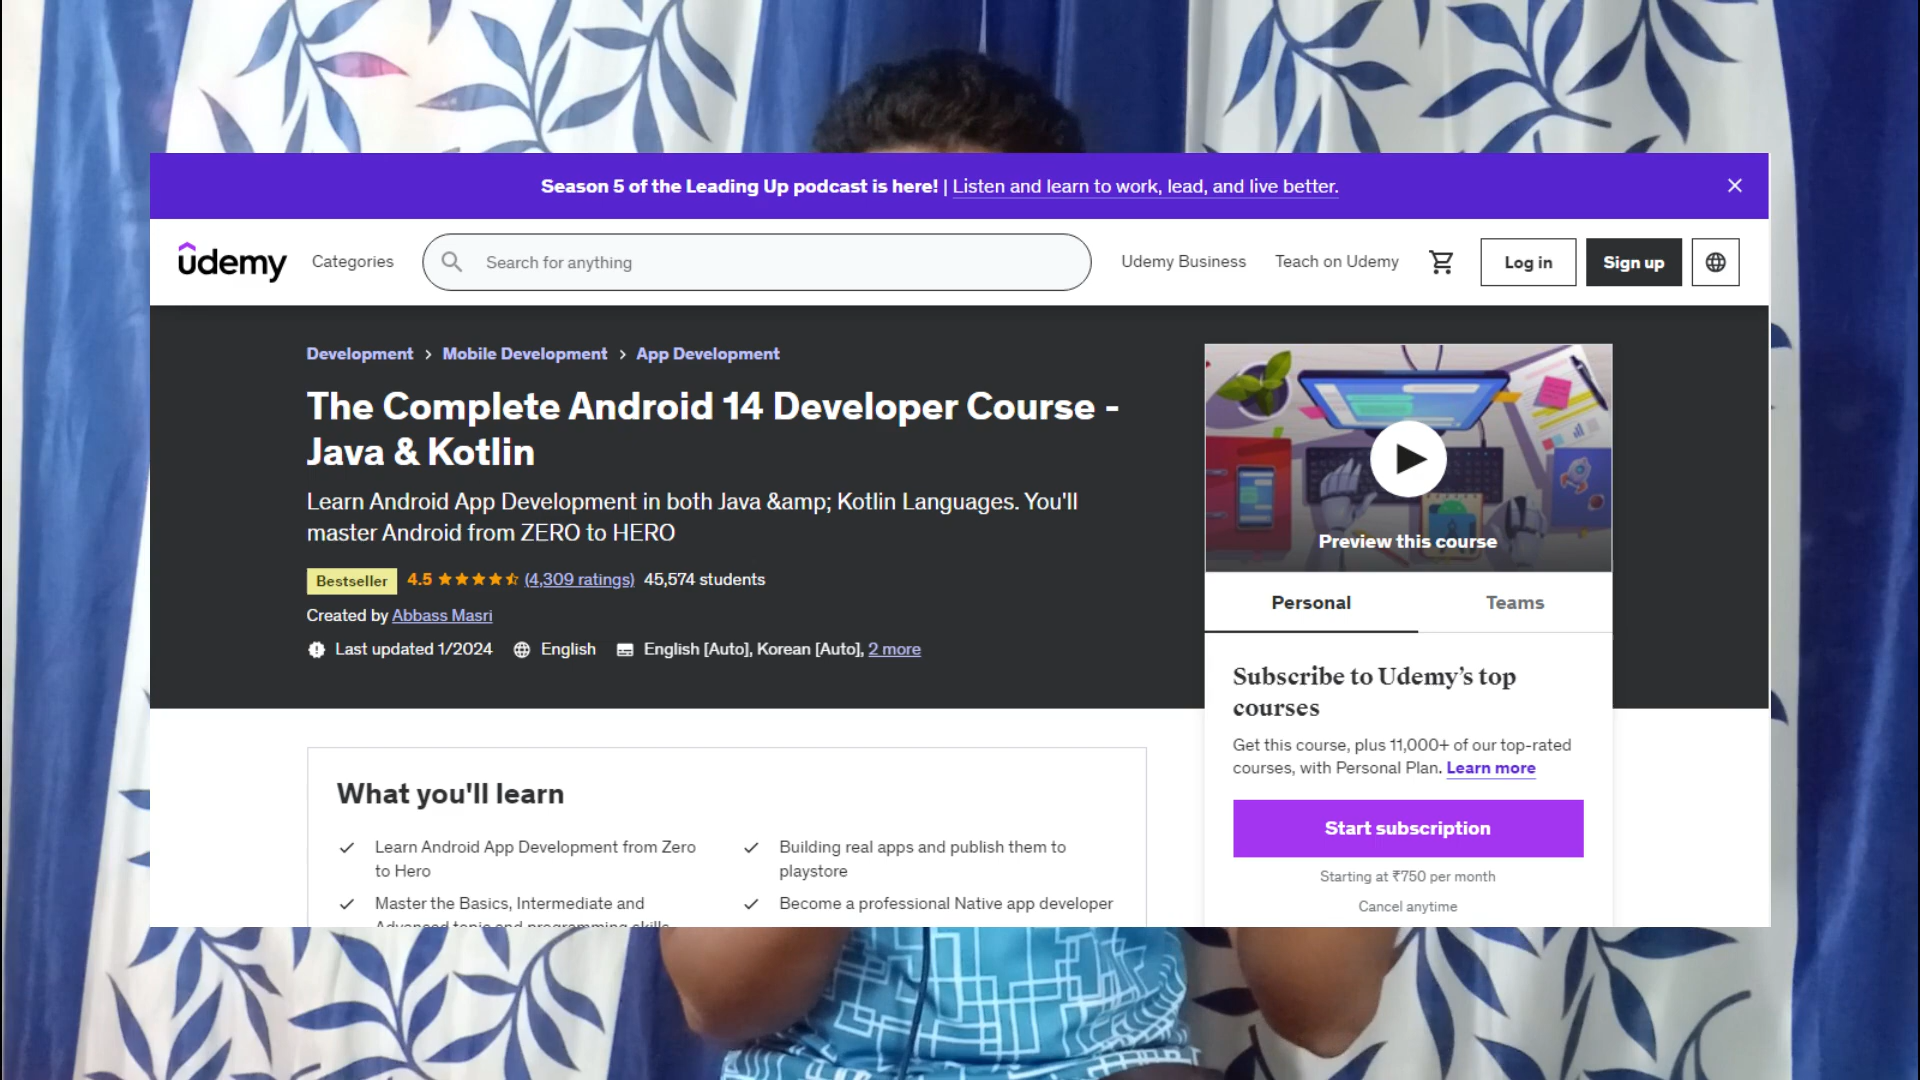 Season 5 of the Leading Up podcast is here! | Listen and learn to work, lead, and live better.
udemy
Categories
Search for anything
Udemy Business
Teach on Udemy
Log in
Sign up
Development > Mobile Development > App Development
The Complete Android 14 Developer Course -
Java & Kotlin
Learn Android App Development in both Java &amp; Kotlin Languages. You'll
master Android from ZERO to HERO
Bestseller 4.5 (4,309 ratings) 45,574 students
Created by Abbass Masri
Last updated 1/2024 English English [Auto], Korean [Auto], 2 more
Preview this course
Personal
Teams
Subscribe to Udemy's top
courses
Get this course, plus 11,000+ of our top-rated
courses, with Personal Plan. Learn more
Start subscription
Starting at ₹750 per month
Cancel anytime
What you'll learn
Learn Android App Development from Zero
to Hero
Master the Basics, Intermediate and
Advanced topic and programming skills
Building real apps and publish them to
playstore
Become a professional Native app developer